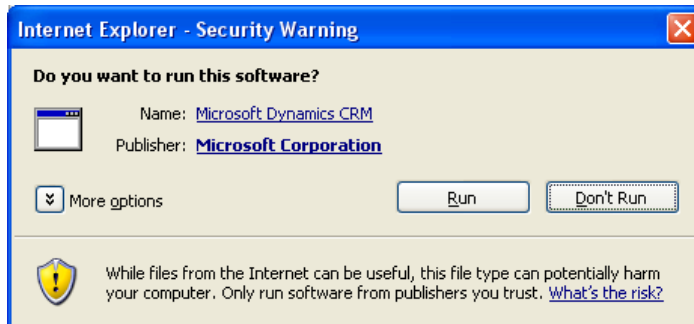 Internet Explorer - Security Warning
Do you want to run this software?
Name: Microsoft Dynamics CRM
Publisher: Microsoft Corporation
More options
Run
Don't Run
While files from the Internet can be useful, this file type can potentially harm
your computer. Only run software from publishers you trust. What's the risk?